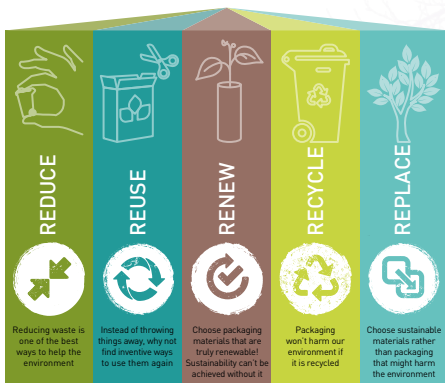 REDUCE
Reducing waste is
one of the best
ways to help the
environment
REUSE
Instead of throwing
things away, why not
find inventive ways
to use them again
RENEW
Choose packaging
materials that are
truly renewable!
Sustainability can't be
achieved without it
RECYCLE
Packaging
won't harm our
environment if
it is recycled
REPLACE
Choose sustainable
materials rather
than packaging
that might harm
the environment